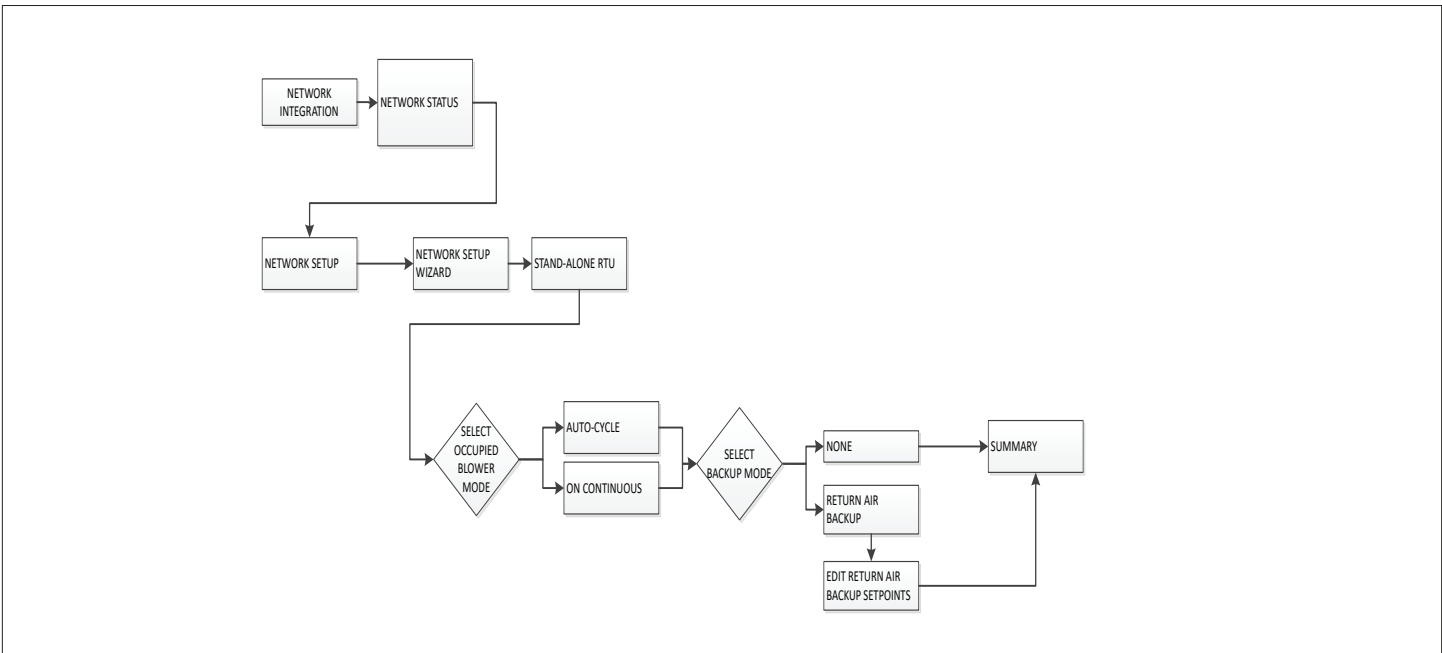 NETWORK
INTEGRATION
NETWORK STATUS
NETWORK SETUP
NETWORK SETUP
WIZARD
STAND-ALONE RTU
SELECT
OCCUPIED
BLOWER
MODE
AUTO-CYCLE
ON CONTINUOUS
SELECT
BACKUP MODE
NONE
RETURN AIR
BACKUP
EDIT RETURN AIR
BACKUP SETPOINTS
SUMMARY